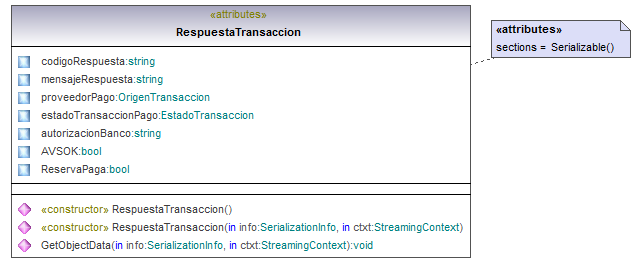 «attributes»
RespuestaTransaccion
codigoRespuesta:string
mensajeRespuesta:string
proveedorPago:OrigenTransaccion
estadoTransaccionPago:EstadoTransaccion
autorizacionBanco:string
AVSOK:bool
ReservaPaga:bool
«constructor» RespuestaTransaccion()
«constructor» RespuestaTransaccion(in info:SerializationInfo, in ctxt:StreamingContext)
GetObjectData(in info:SerializationInfo, in ctxt:StreamingContext):void
«attributes»
sections = Serializable()